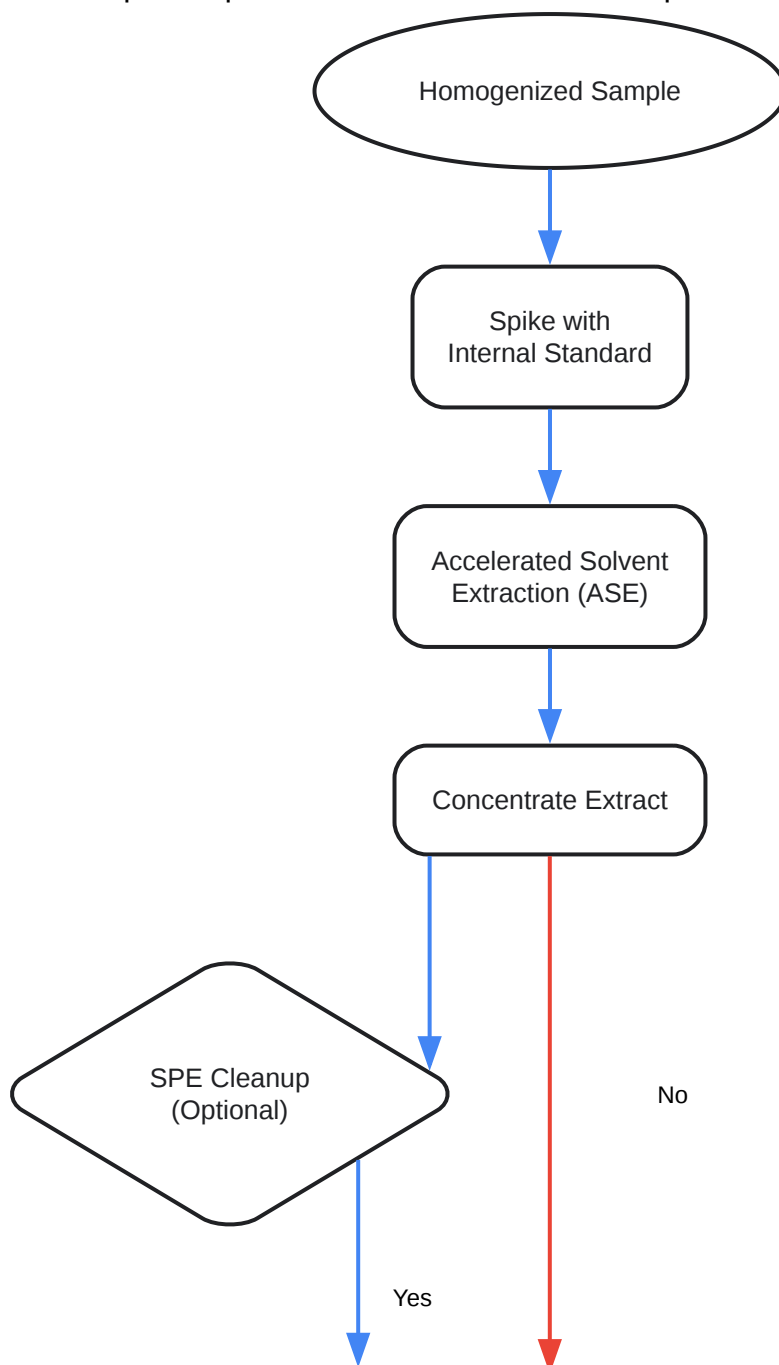 Homogenized Sample
Spike with
Internal Standard
Accelerated Solvent
Extraction (ASE)
Concentrate Extract
SPE Cleanup
(Optional)
No
Yes